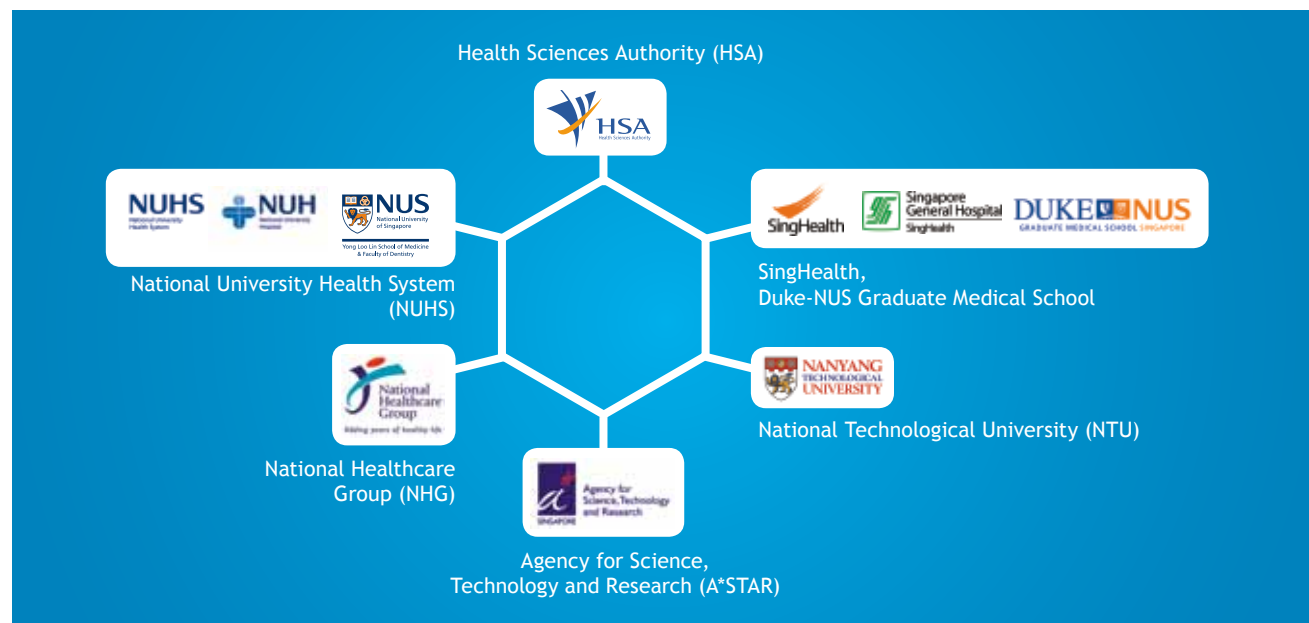 Health Sciences Authority (HSA)
HSA
Health Sciences Authority
NUHS
National University
Health System
NUH
National University
Hospital
NUS
National University
of Singapore
Yong Loo Lin School of Medicine
& Faculty of Dentistry
National University Health System
(NUHS)
SingHealth
Singapore
General Hospital
SingHealth
DUKE NUS
GRADUATE MEDICAL SCHOOL SINGAPORE
SingHealth,
Duke-NUS Graduate Medical School
National
Healthcare
Group
Adding years of healthy life
National Healthcare
Group (NHG)
NANYANG
TECHNOLOGICAL
UNIVERSITY
National Technological University (NTU)
Agency for
Science, Technology
and Research
SINGAPORE
Agency for Science,
Technology and Research (A*STAR)